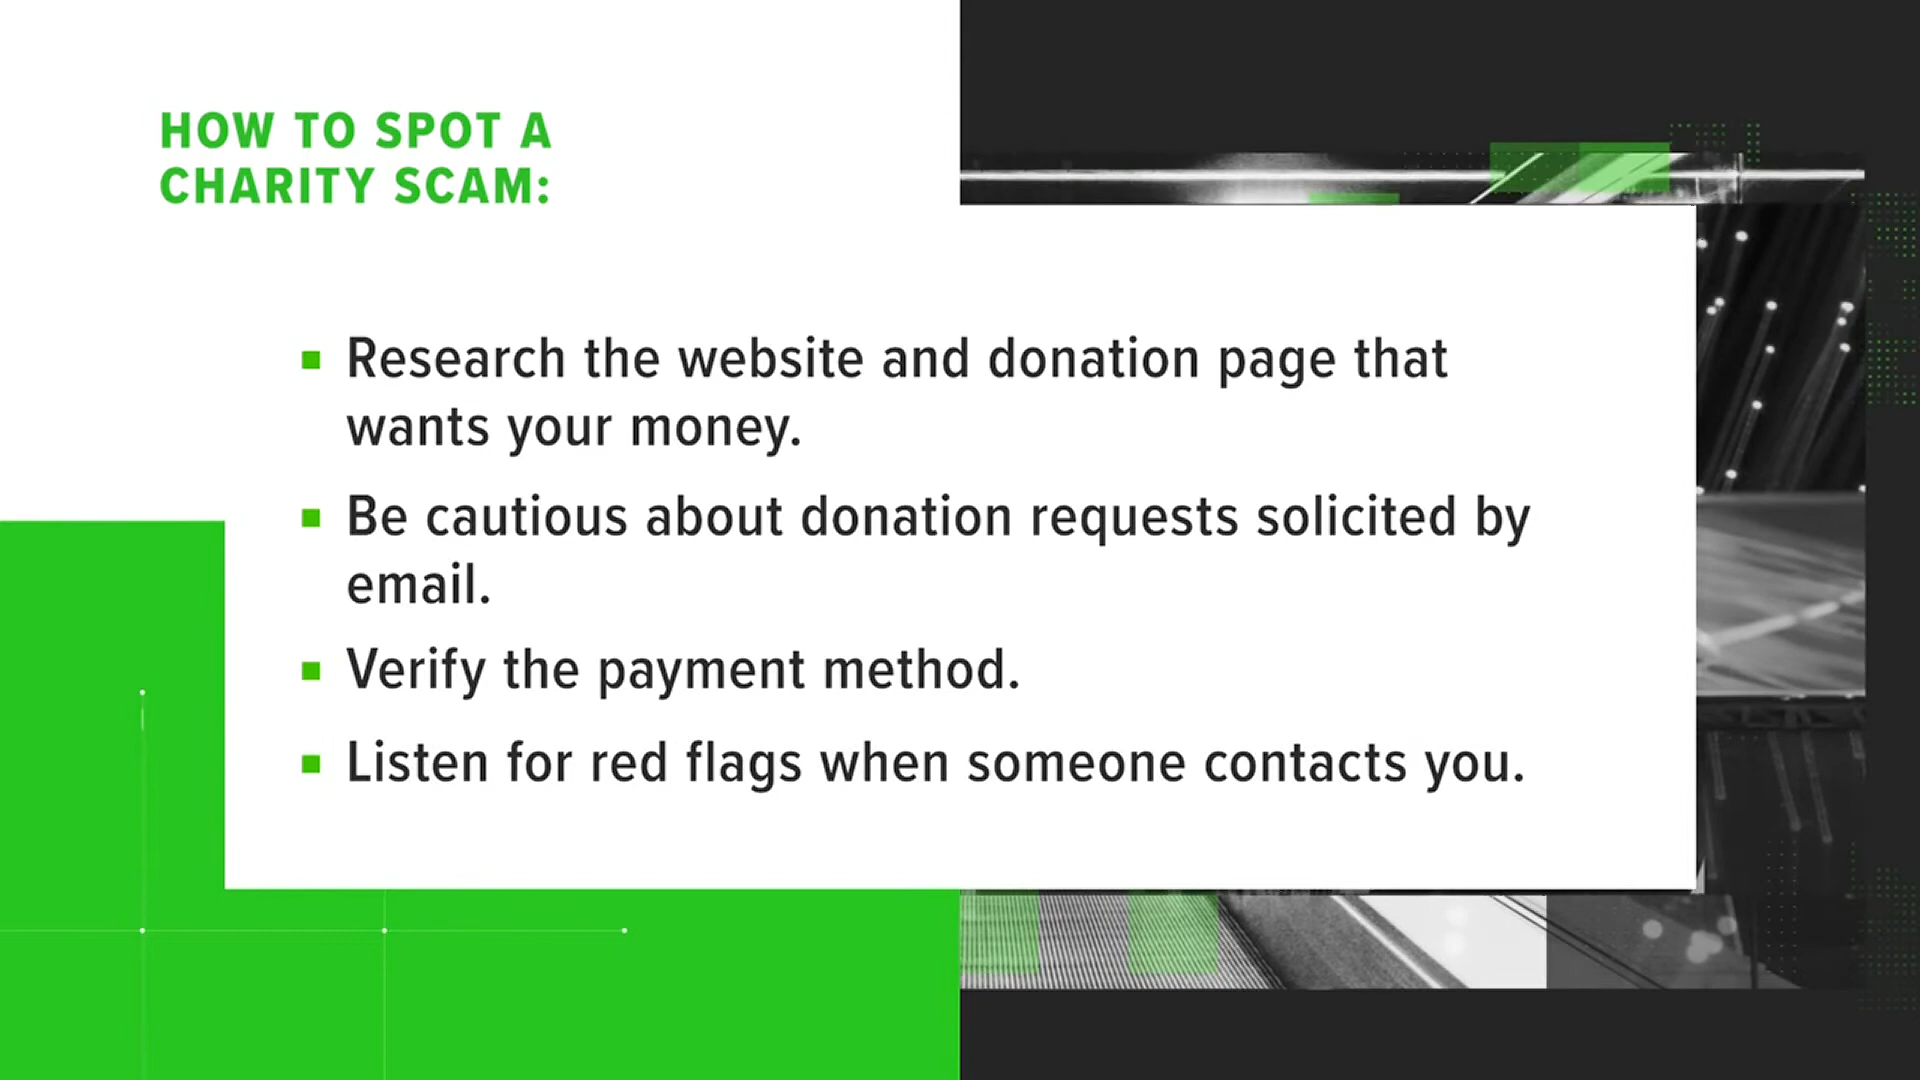 HOW TO SPOT A
CHARITY SCAM:
Research the website and donation page that
wants your money.
Be cautious about donation requests solicited by
email.
Verify the payment method.
Listen for red flags when someone contacts you.